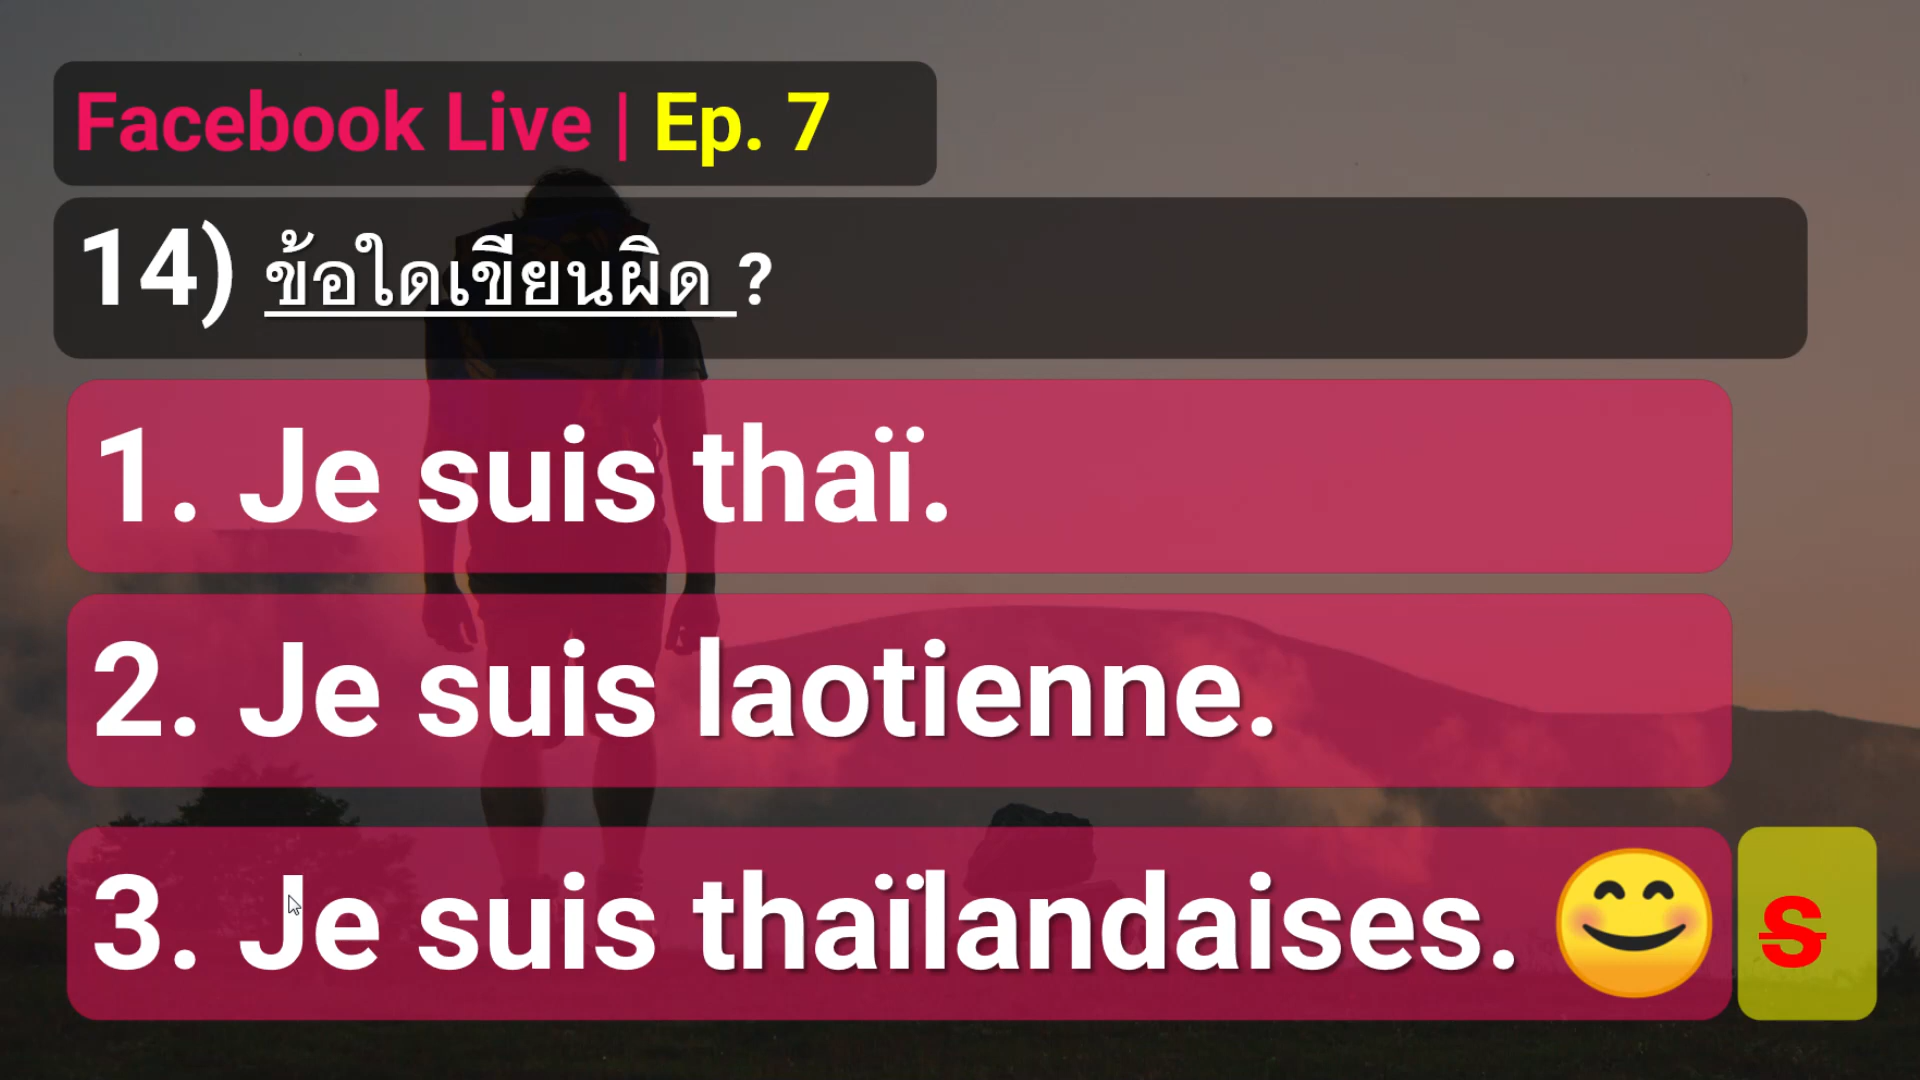 Facebook Live | Ep. 7
14) ข้อใดเขียนผิด ?
1. Je suis thaï.
2. Je suis laotienne.
3. Je suis thaïlandaises. 😊 s